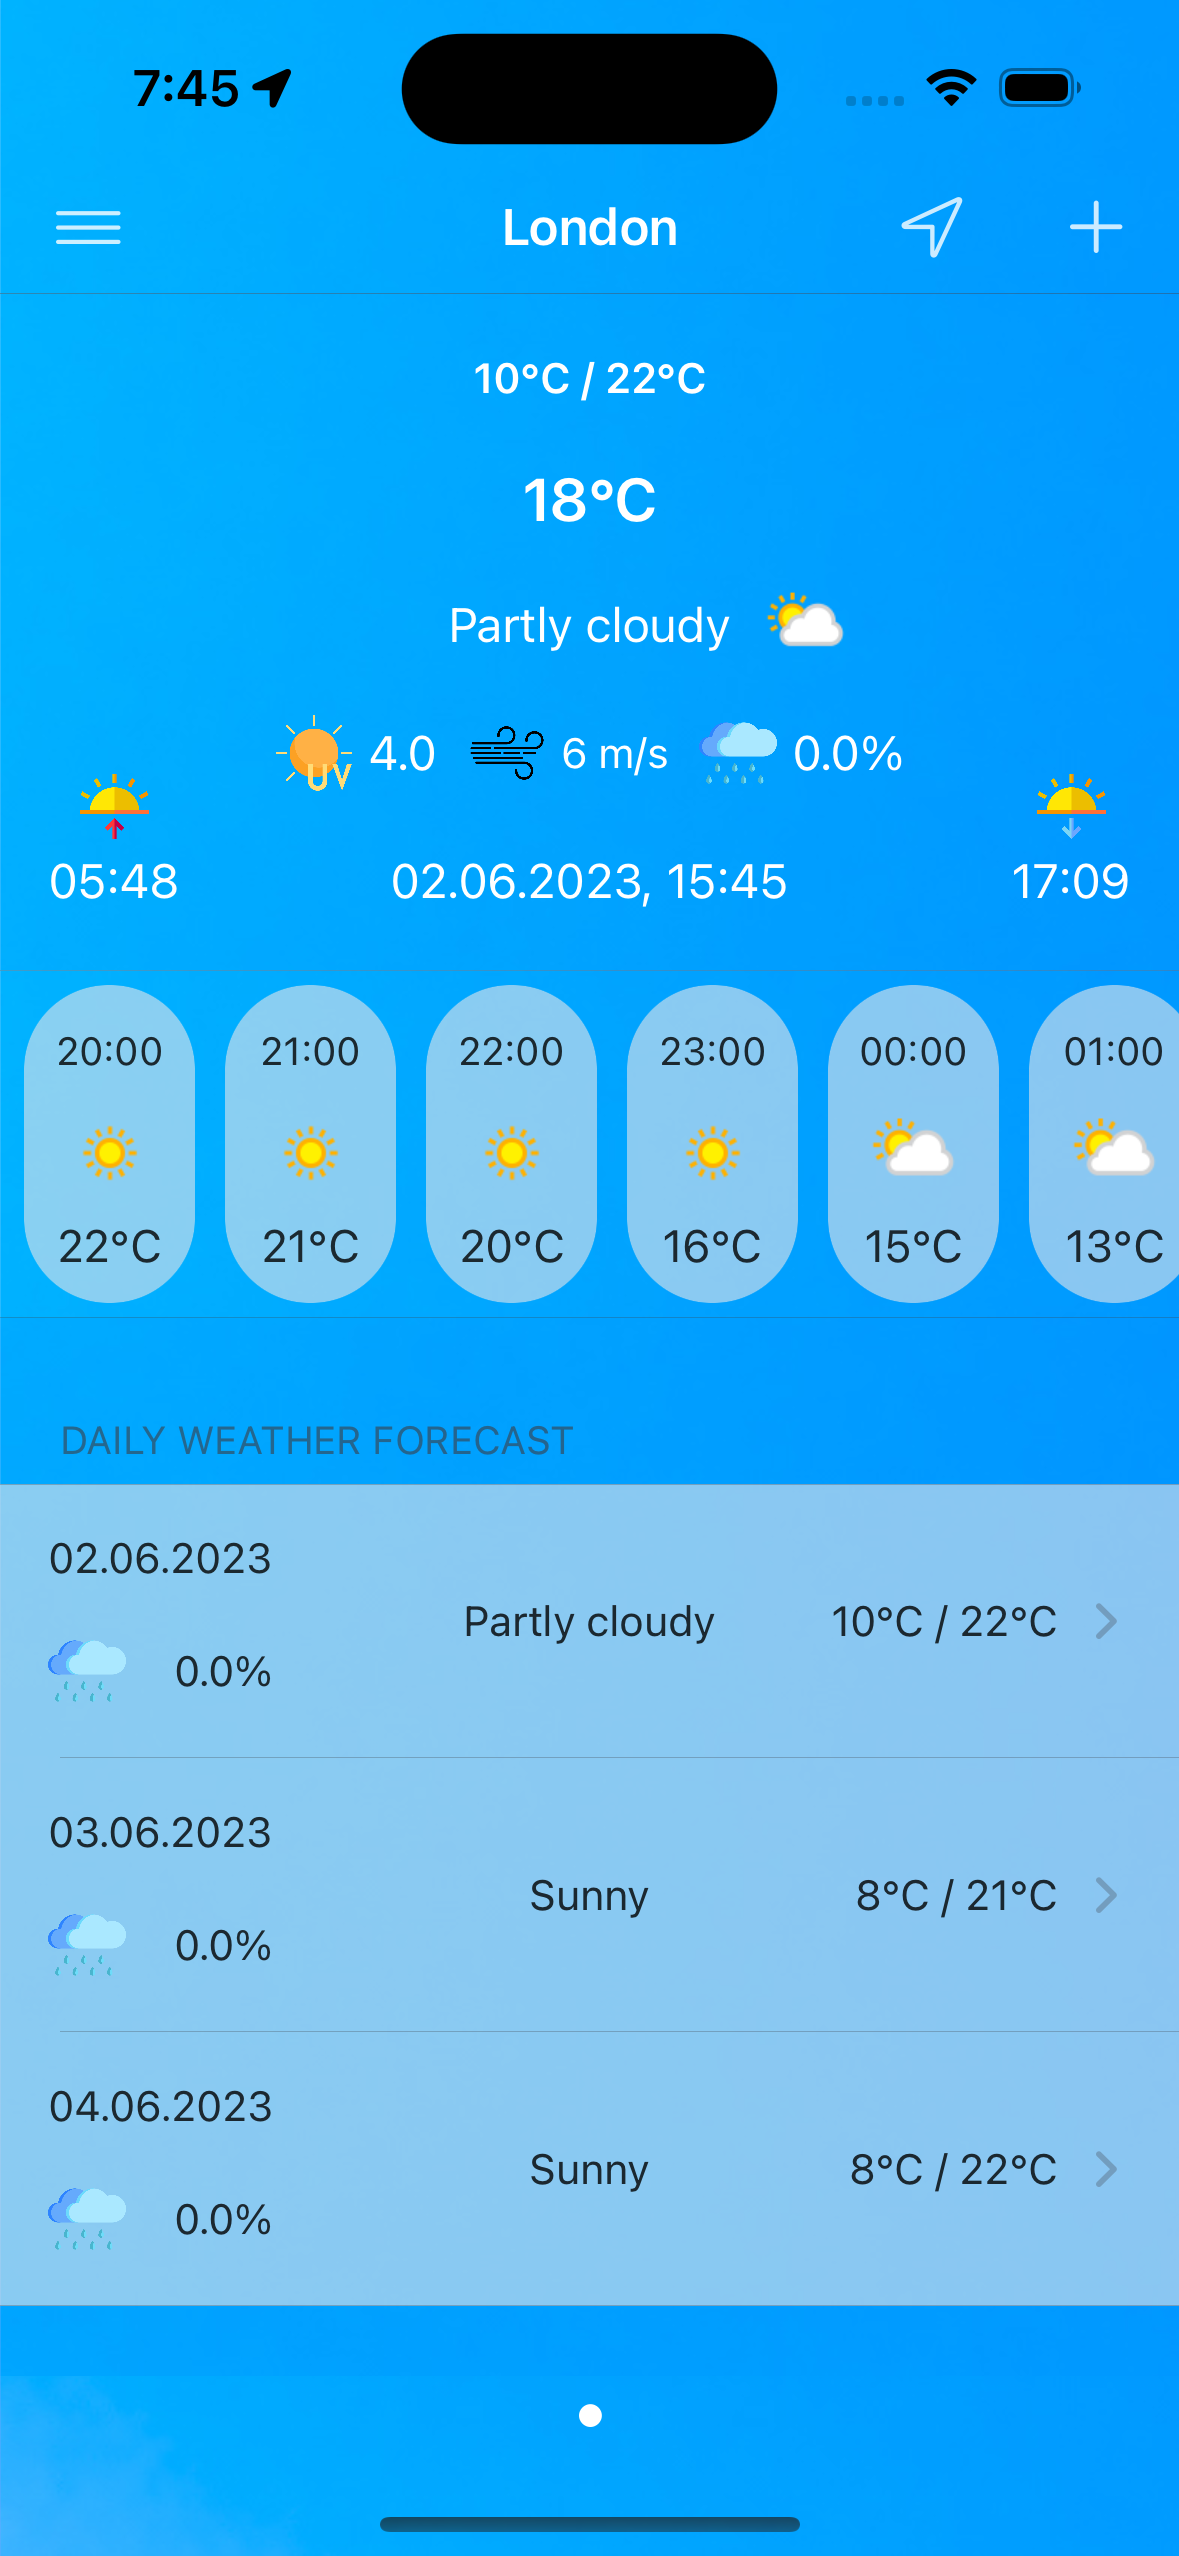 7:45
London
10°C / 22°C
18°C
Partly cloudy
UV 4.0 6 m/s 0.0%
05:48 02.06.2023, 15:45 17:09
20:00 21:00 22:00 23:00 00:00 01:00
22°C 21°C 20°C 16°C 15°C 13°C
DAILY WEATHER FORECAST
02.06.2023
Partly cloudy 10°C / 22°C
0.0%
03.06.2023
Sunny 8°C / 21°C
0.0%
04.06.2023
Sunny 8°C / 22°C
0.0%